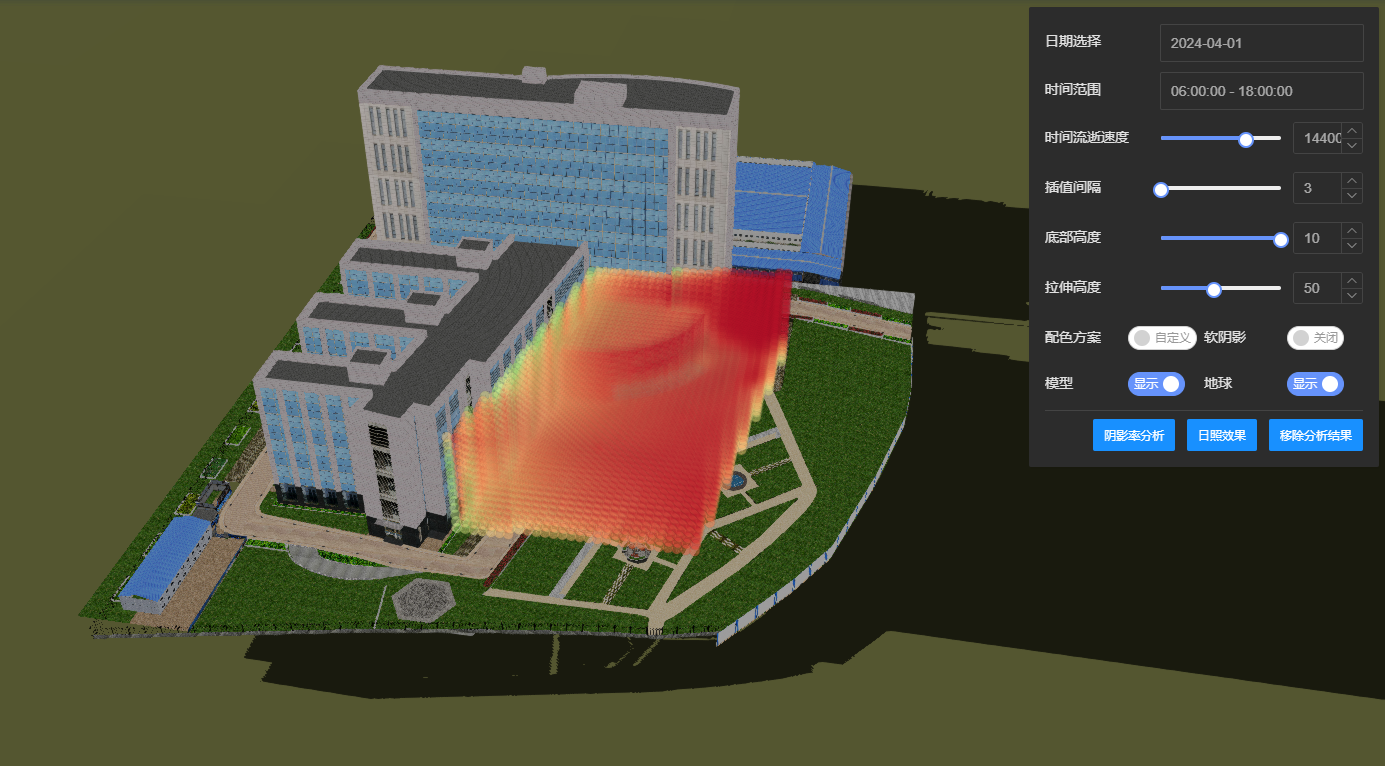 日期选择 2024-04-01
时间范围 06:00:00 - 18:00:00
时间流逝速度 14400
插值间隔 3
底部高度 10
拉伸高度 50
配色方案 自定义 软阴影 关闭
模型 显示 地球 显示
阴影率分析 日照效果 移除分析结果